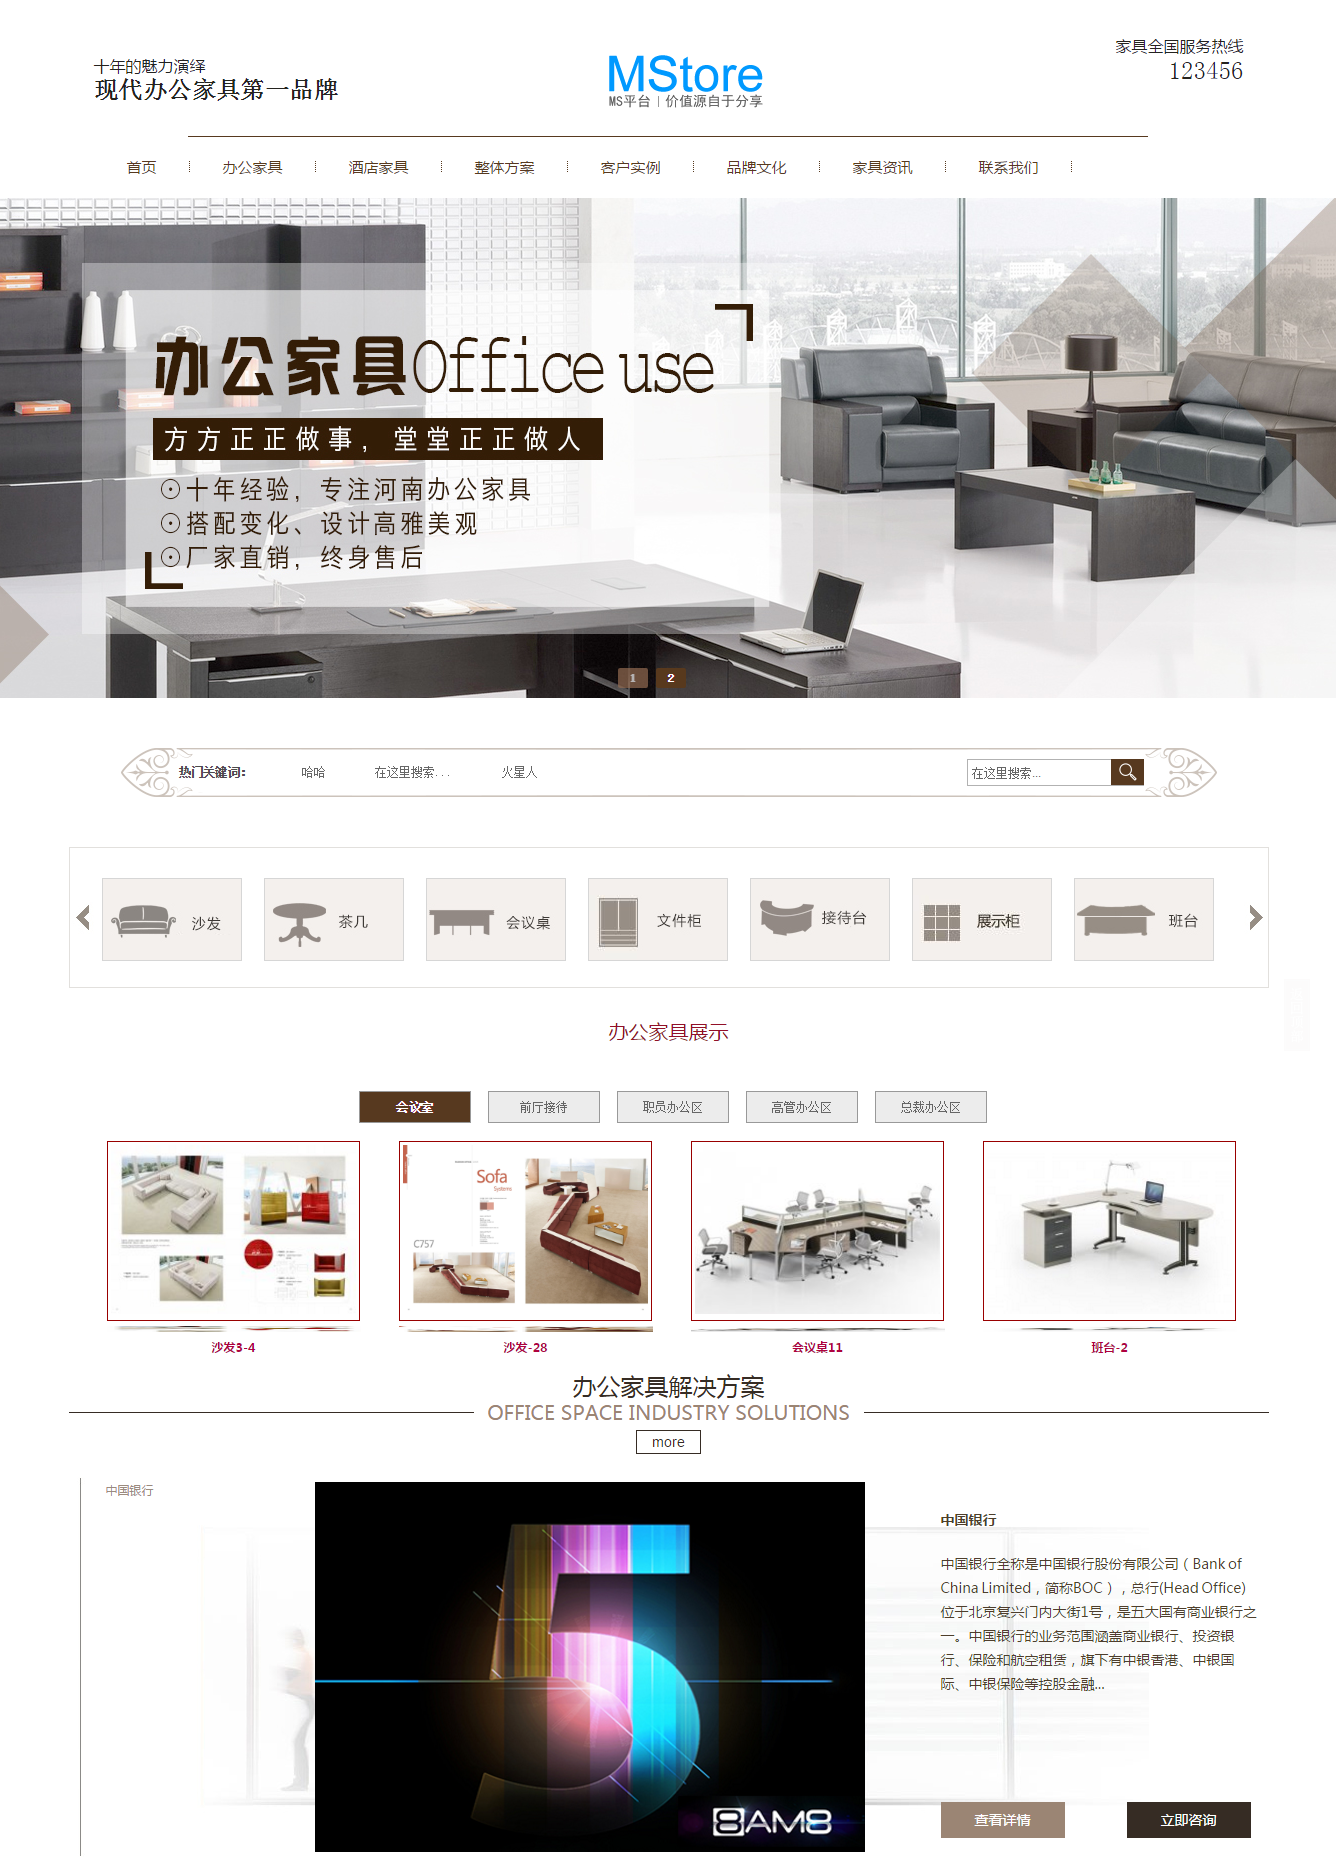 十年的魅力演绎
现代办公家具第一品牌
MStore
MS平台 | 价值源自于分享
家具全国服务热线
123456
首页 办公家具 酒店家具 整体方案 客户实例 品牌文化 家具资讯 联系我们
办公家具Office use
方方正正做事，堂堂正正做人
⊙十年经验，专注河南办公家具
⊙搭配变化、设计高雅美观
⊙厂家直销，终身售后
1 2
热门关键词： 哈哈 在这里搜索... 火星人 在这里搜索...
沙发 茶几 会议桌 文件柜 接待台 展示柜 班台
办公家具展示
会议室 前厅接待 职员办公区 高管办公区 总裁办公区
Sofa
Systems
C757
沙发3-4 沙发-28 会议桌11 班台-2
办公家具解决方案
OFFICE SPACE INDUSTRY SOLUTIONS
more
中国银行
5
8AM8
中国银行
中国银行全称是中国银行股份有限公司（Bank of
China Limited，简称BOC），总行(Head Office)
位于北京复兴门内大街1号，是五大国有商业银行之
一。中国银行的业务范围涵盖商业银行、投资银
行、保险和航空租赁，旗下有中银香港、中银国
际、中银保险等控股金融...
查看详情 立即咨询